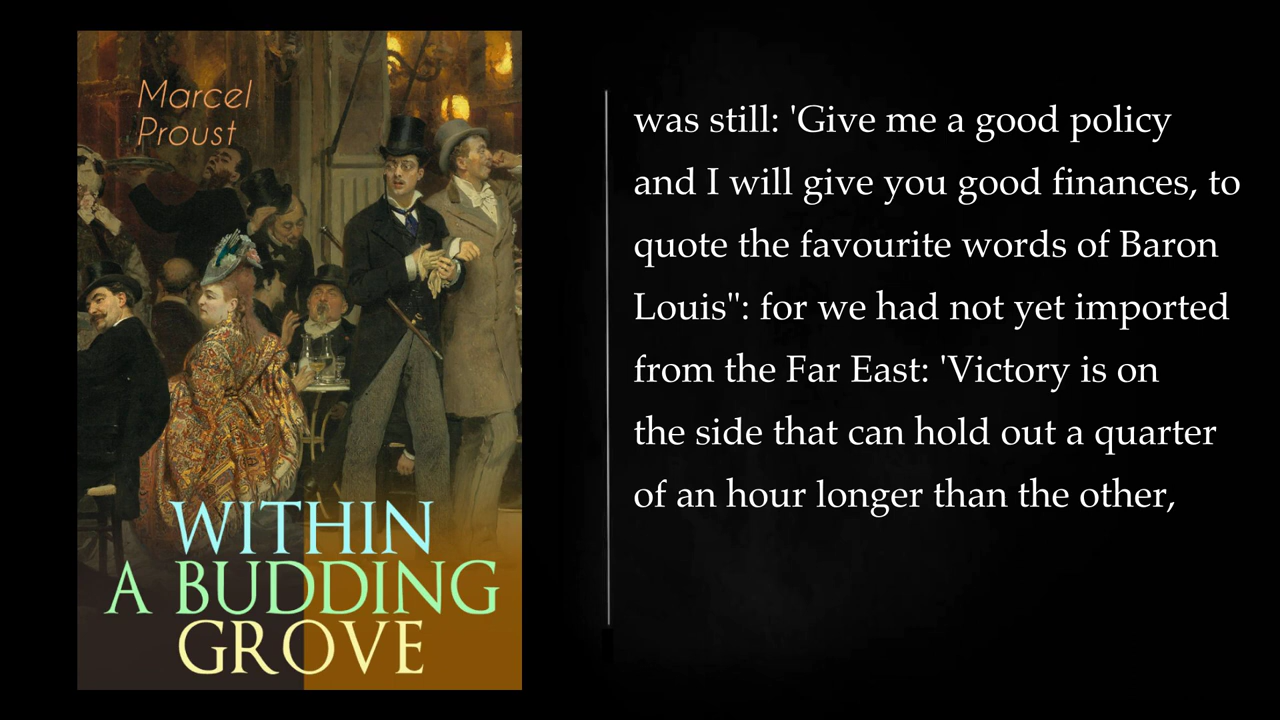 Marcel
Proust
WITHIN
A BUDDING
GROVE
was still: 'Give me a good policy
and I will give you good finances, to
quote the favourite words of Baron
Louis": for we had not yet imported
from the Far East: 'Victory is on
the side that can hold out a quarter
of an hour longer than the other,